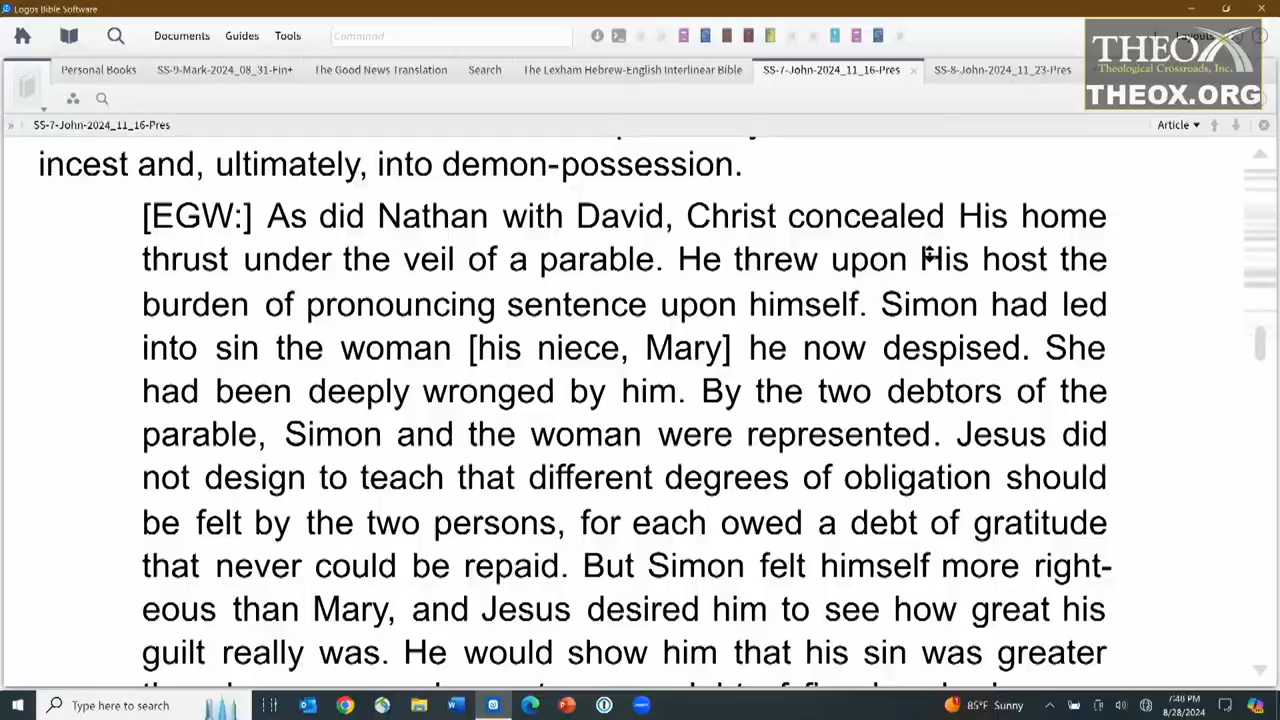 Logos Bible Software
Documents Guides Tools Command Layouts
THEOX
Theological Crossroads, Inc.
THEOX.ORG
Personal Books SS-9-Mark-2024_08_31-Fin+ The Good News Translation The Lexham Hebrew-English Interlinear Bible SS-7-John-2024_11_16-Pres SS-8-John-2024_11_23-Pres
» SS-7-John-2024_11_16-Pres Article
incest and, ultimately, into demon-possession.
[EGW:] As did Nathan with David, Christ concealed His home
thrust under the veil of a parable. He threw upon His host the
burden of pronouncing sentence upon himself. Simon had led
into sin the woman [his niece, Mary] he now despised. She
had been deeply wronged by him. By the two debtors of the
parable, Simon and the woman were represented. Jesus did
not design to teach that different degrees of obligation should
be felt by the two persons, for each owed a debt of gratitude
that never could be repaid. But Simon felt himself more right-
eous than Mary, and Jesus desired him to see how great his
guilt really was. He would show him that his sin was greater
Type here to search
85°F Sunny
7:48 PM
8/28/2024